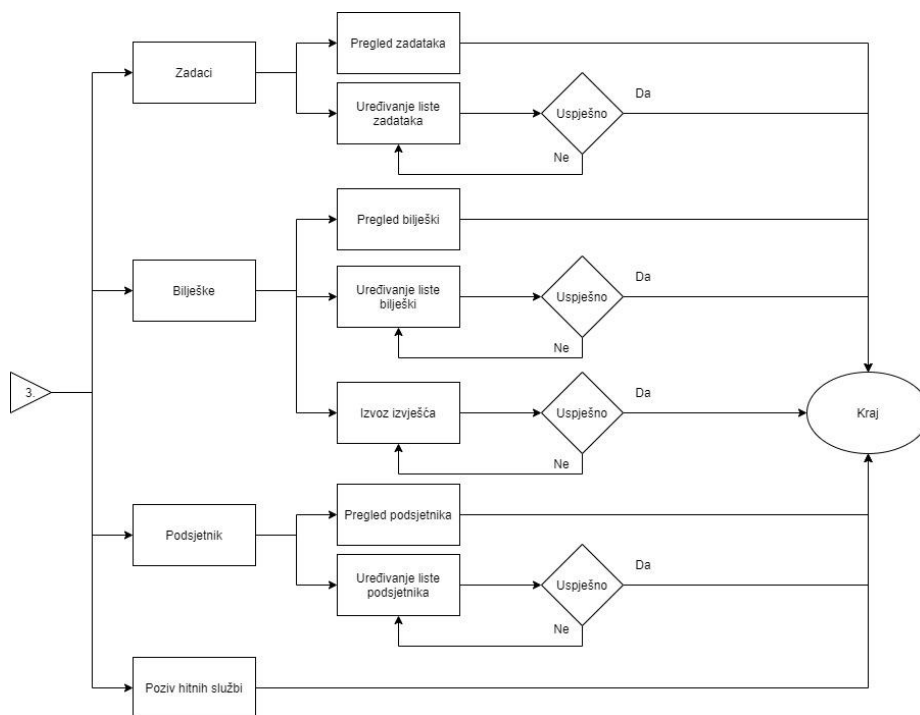 Pregled zadataka
Zadaci
Uređivanje liste
zadataka
Uspješno
Da
Ne
Pregled bilješki
Bilješke
Uređivanje liste
bilješki
Uspješno
Da
Ne
3.
Izvoz izvješća
Uspješno
Da
Ne
Kraj
Pregled podsjetnika
Podsjetnik
Uređivanje liste
podsjetnika
Uspješno
Da
Ne
Poziv hitnih službi